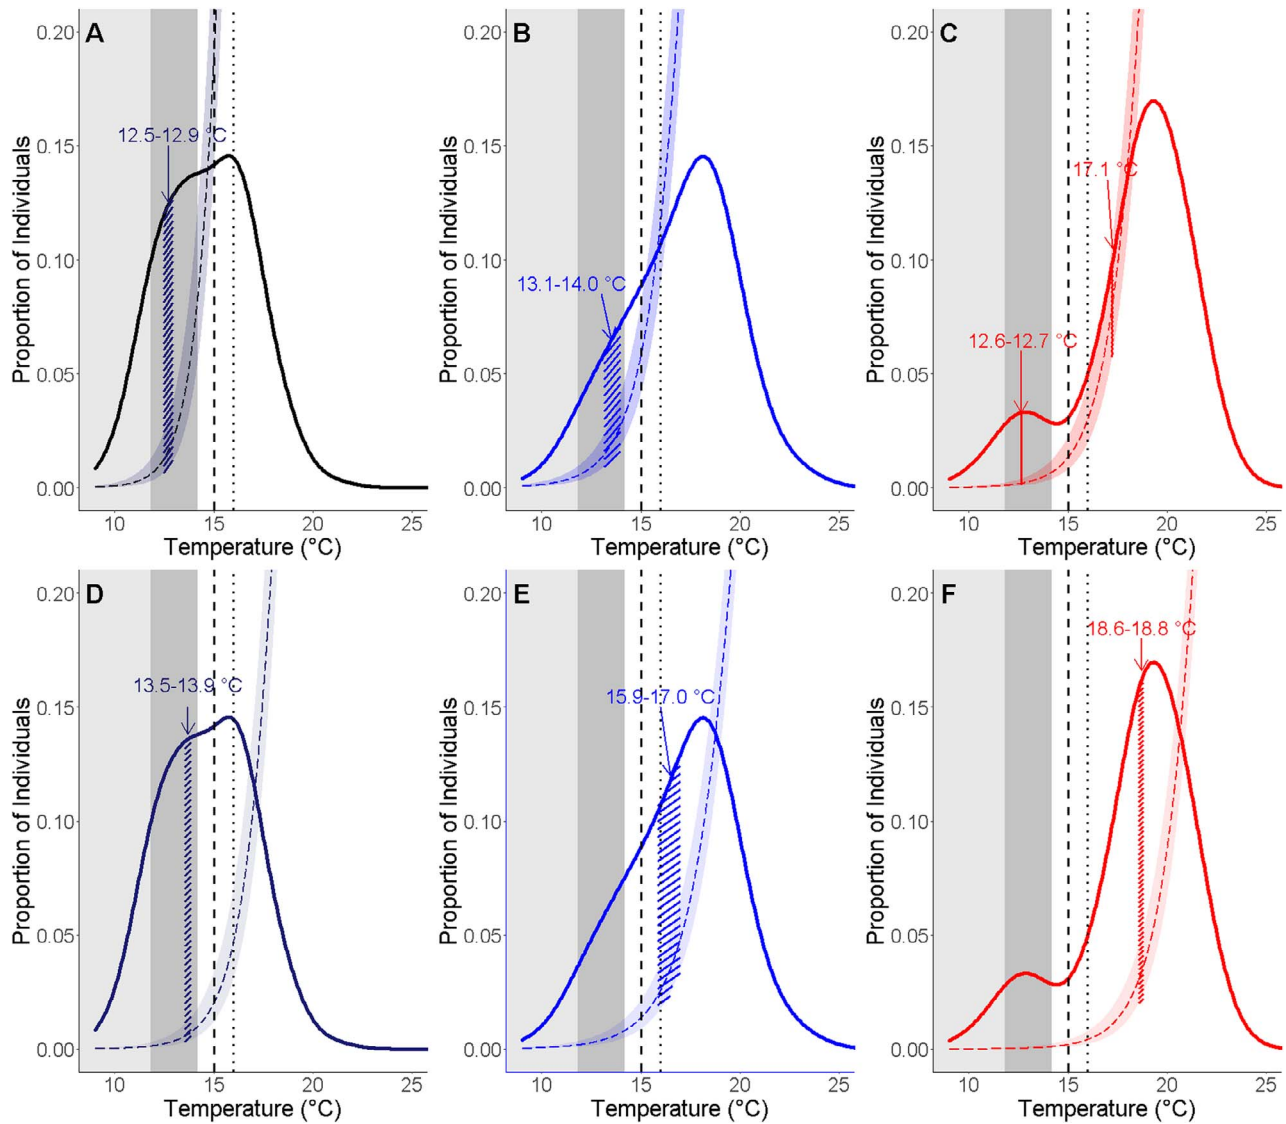 A
0.20
0.15
0.10
0.05
0.00
12.5-12.9 °C
Proportion of Individuals
10
15
20
25
Temperature (°C)
B
0.20
0.15
0.10
0.05
0.00
13.1-14.0 °C
Proportion of Individuals
10
15
20
25
Temperature (°C)
C
0.20
0.15
0.10
0.05
0.00
17.1 °C
12.6-12.7 °C
Proportion of Individuals
10
15
20
25
Temperature (°C)
D
0.20
0.15
0.10
0.05
0.00
13.5-13.9 °C
Proportion of Individuals
10
15
20
25
Temperature (°C)
E
0.20
0.15
0.10
0.05
0.00
15.9-17.0 °C
Proportion of Individuals
10
15
20
25
Temperature (°C)
F
0.20
0.15
0.10
0.05
0.00
18.6-18.8 °C
Proportion of Individuals
10
15
20
25
Temperature (°C)